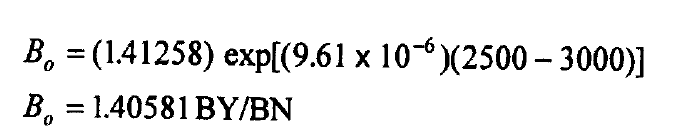 B_o = (1.41258) exp[(9.61 x 10^-6)(2500 – 3000)]
B_o = 1.40581 BY/BN